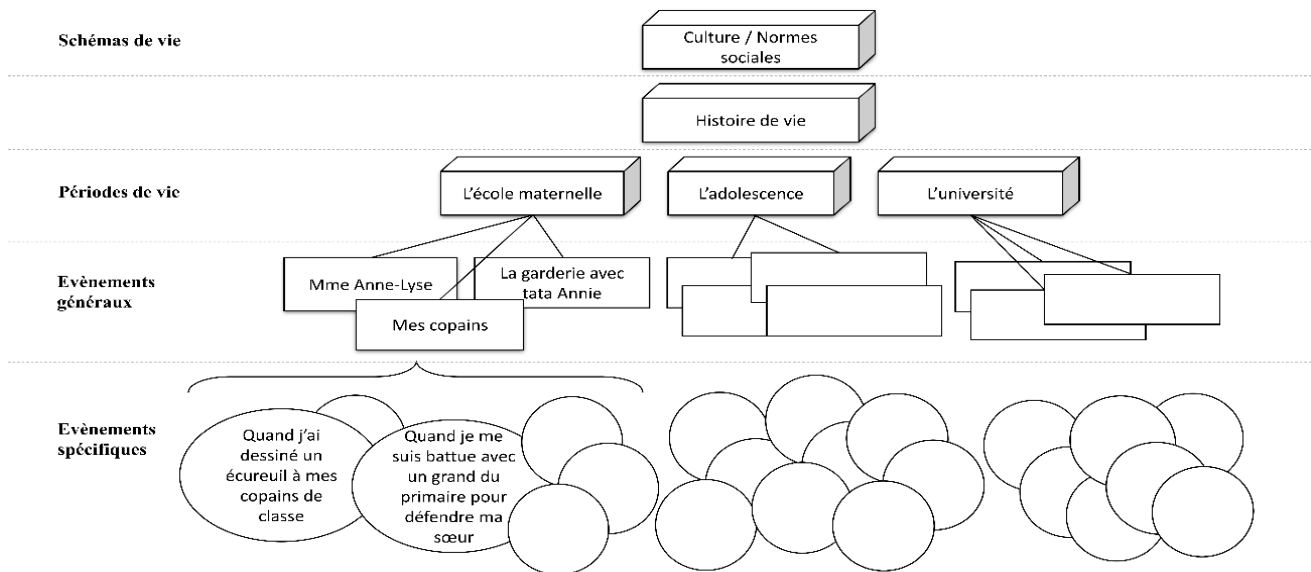 Schémas de vie
Culture / Normes
sociales
Histoire de vie
Périodes de vie
L'école maternelle
L'adolescence
L'université
Evènements
généraux
Mme Anne-Lyse
La garderie avec
tata Annie
Mes copains
Evènements
spécifiques
Quand j'ai
dessiné un
écureuil à mes
copains de
classe
Quand je me
suis battue avec
un grand du
primaire pour
défendre ma
sœur